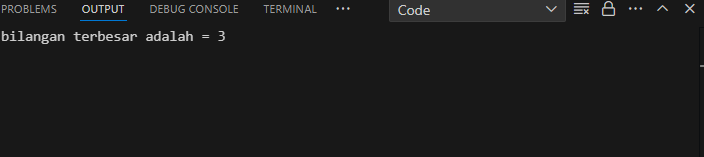 PROBLEMS OUTPUT DEBUG CONSOLE TERMINAL ··· Code ···
bilangan terbesar adalah = 3